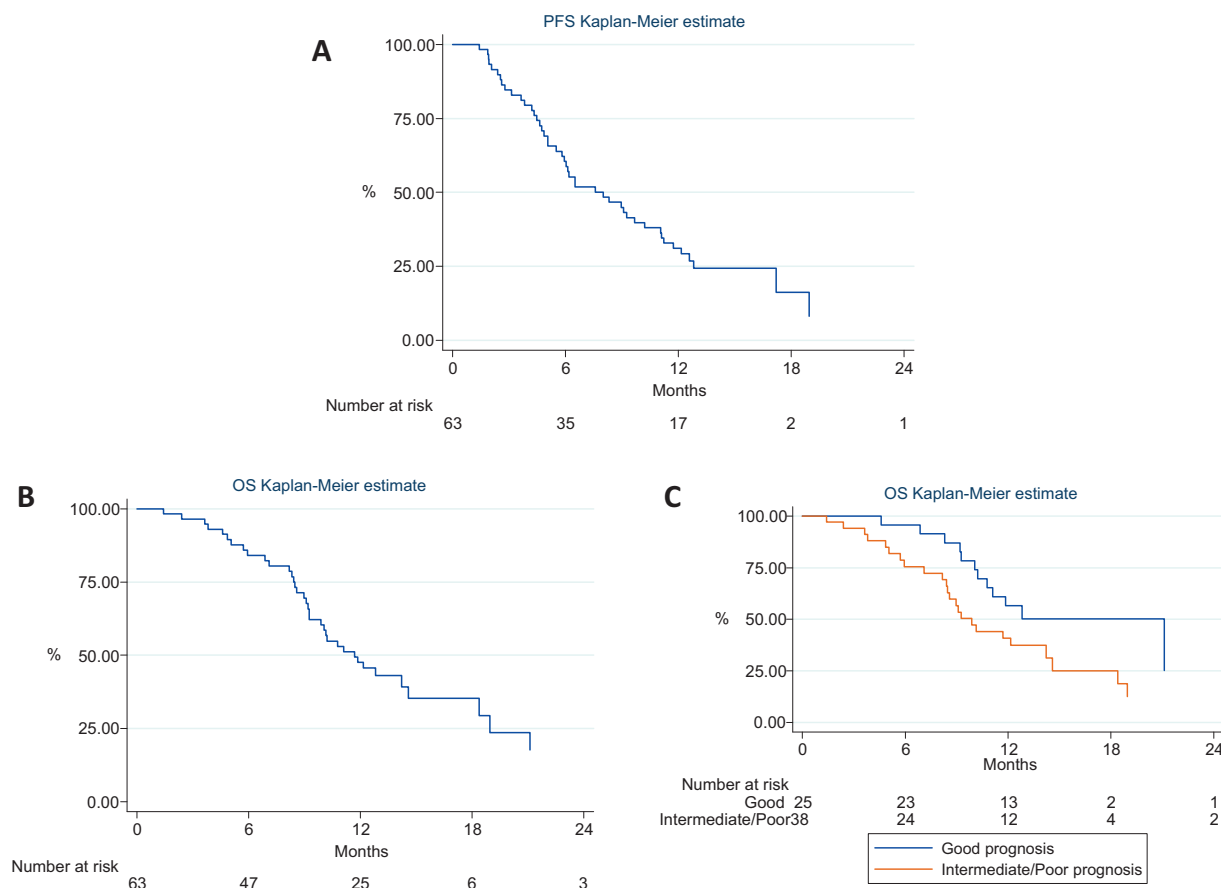 A
PFS Kaplan-Meier estimate
100.00
75.00
50.00
25.00
0.00
%
0 6 12 18 24
Months
Number at risk
63 35 17 2 1
B
OS Kaplan-Meier estimate
100.00
75.00
50.00
25.00
0.00
%
0 6 12 18 24
Months
Number at risk
63 47 25 6 3
C
OS Kaplan-Meier estimate
100.00
75.00
50.00
25.00
0.00
%
0 6 12 18 24
Months
Number at risk
Good 25 23 13 2 1
Intermediate/Poor 38 24 12 4 2
Good prognosis
Intermediate/Poor prognosis